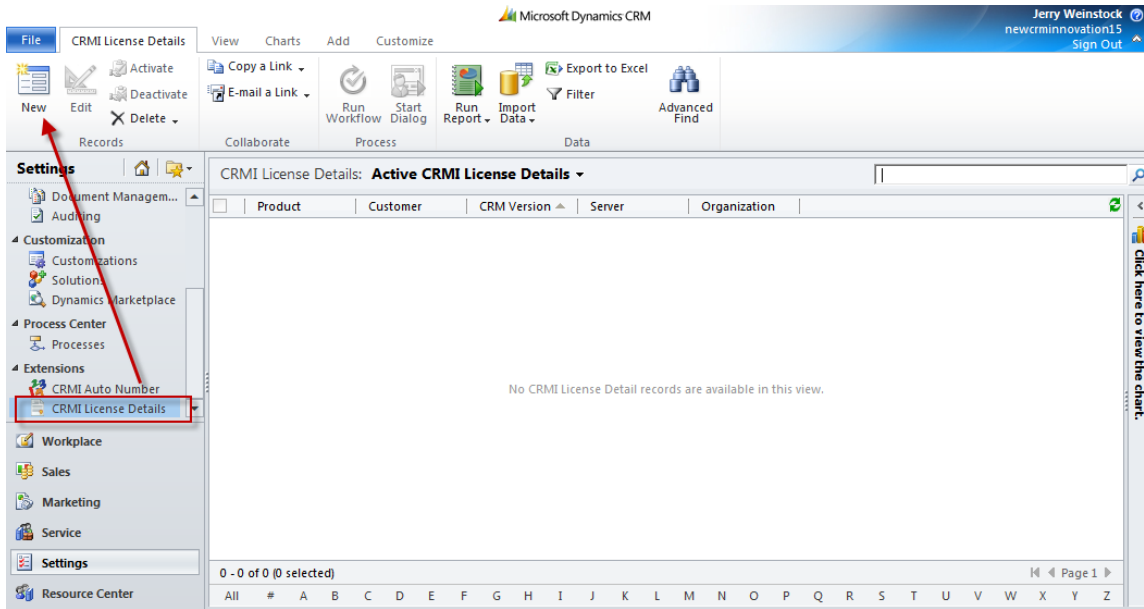 Microsoft Dynamics CRM
Jerry Weinstock
newcrminnovation15
Sign Out
File CRMI License Details View Charts Add Customize
New
Edit
Activate
Deactivate
Delete
Records
Copy a Link
E-mail a Link
Collaborate
Run Workflow
Start Dialog
Process
Run Report
Import Data
Export to Excel
Filter
Advanced Find
Data
Settings
Document Managem...
Auditing
Customization
Customizations
Solutions
Dynamics Marketplace
Process Center
Processes
Extensions
CRMI Auto Number
CRMI License Details
Workplace
Sales
Marketing
Service
Settings
Resource Center
CRMI License Details: Active CRMI License Details
Product Customer CRM Version Server Organization
No CRMI License Detail records are available in this view.
0 - 0 of 0 (0 selected)
Page 1
All # A B C D E F G H I J K L M N O P Q R S T U V W X Y Z
Click here to view the chart.